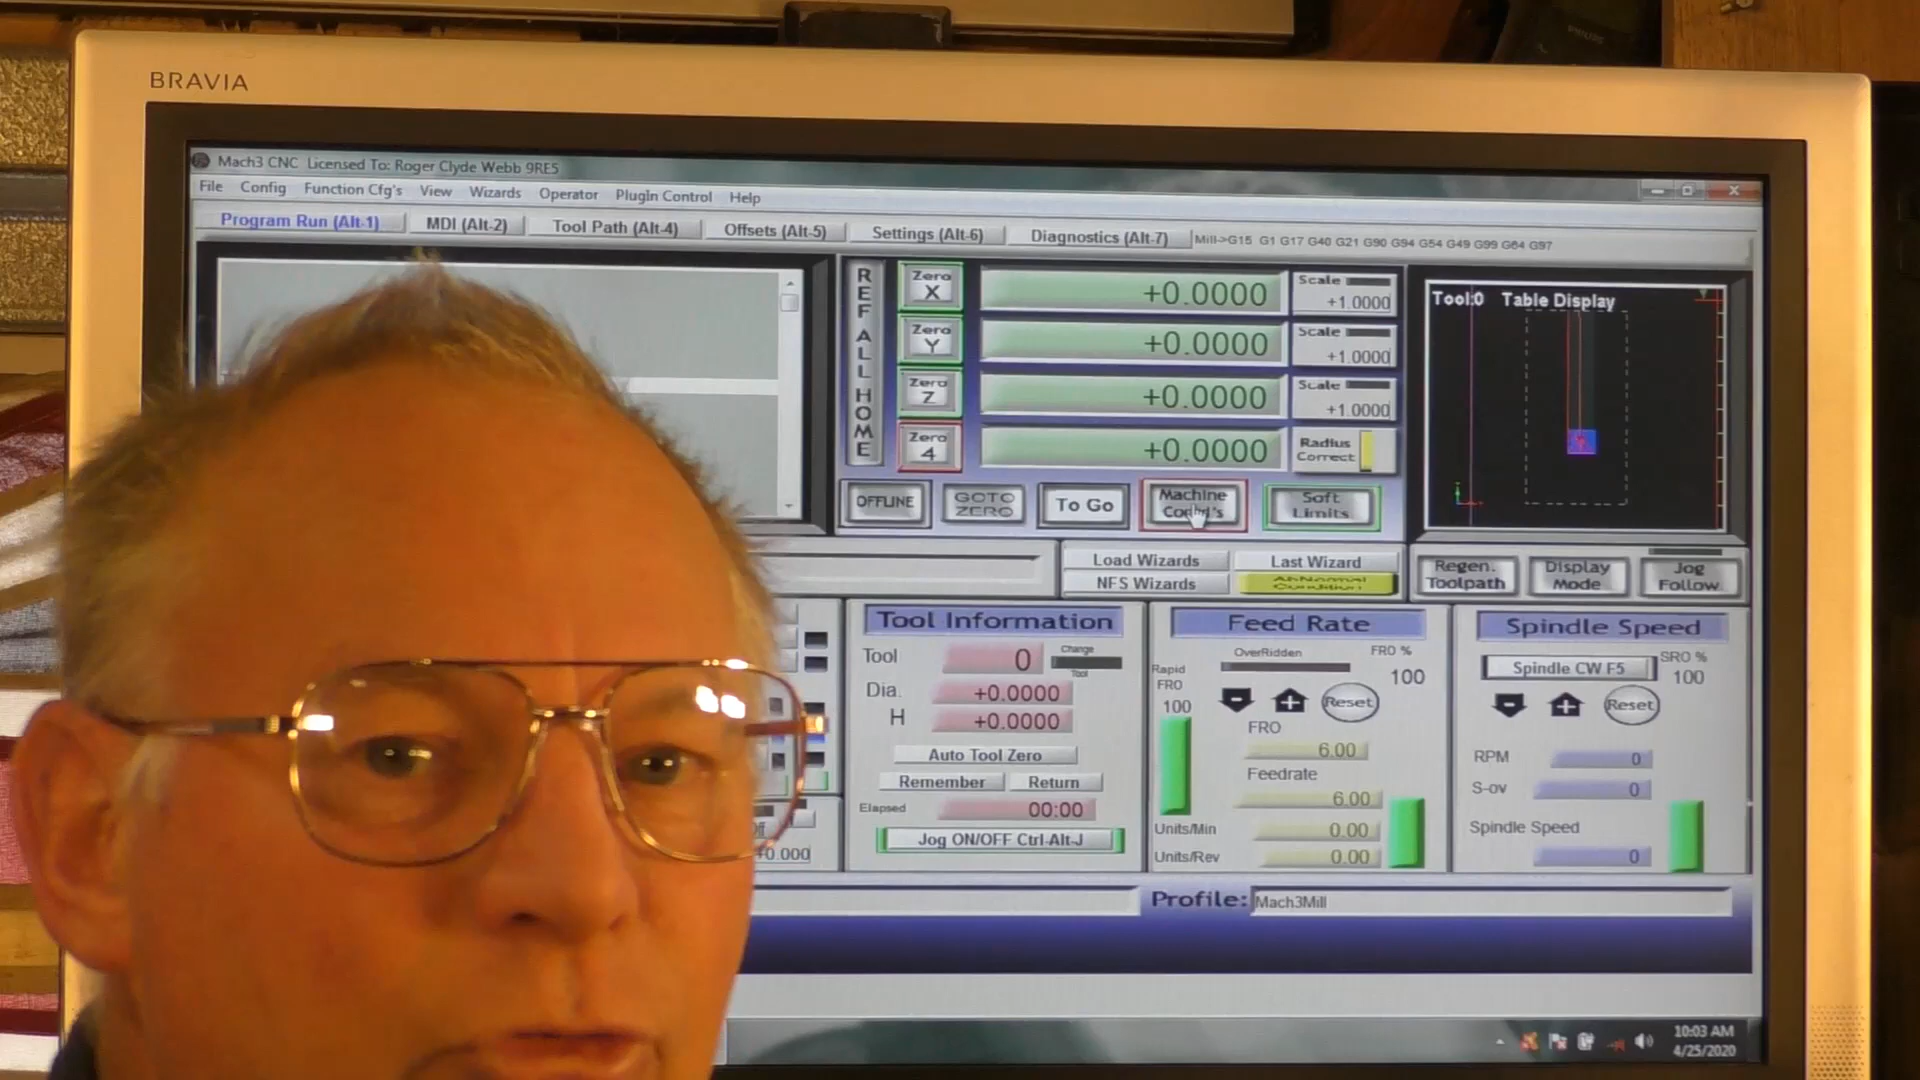 BRAVIA
Mach3 CNC Licensed To: Roger Clyde Webb 9RE5
File Config Function Cfg's View Wizards Operator PlugIn Control Help
Program Run (Alt-1) MDI (Alt-2) Tool Path (Alt-4) Offsets (Alt-5) Settings (Alt-6) Diagnostics (Alt-7) Mill->G15 G1 G17 G40 G21 G90 G94 G54 G49 G99 G64 G97
REF ALL HOME
Zero X +0.0000 Scale +1.0000
Zero Y +0.0000 Scale +1.0000
Zero Z +0.0000 Scale +1.0000
Zero 4 +0.0000 Radius Correct
Tool:0 Table Display
OFFLINE GOTO ZERO To Go Machine Soft Limits
Load Wizards Last Wizard
NFS Wizards AbNormal Condition
Regen. Toolpath Display Mode Jog Follow
Tool Information
Tool 0 Change Tool
Dia. +0.0000
H +0.0000
Auto Tool Zero
Remember Return
Elapsed 00:00
Jog ON/OFF Ctrl-Alt-J
+0.000
Feed Rate
OverRidden FRO %
100
Rapid FRO 100
Reset
FRO
6.00
Feedrate
6.00
Units/Min 0.00
Units/Rev 0.00
Spindle Speed
Spindle CW F5 SRO %
100
Reset
RPM 0
S-ov 0
Spindle Speed
0
Profile: Mach3Mill
10:03 AM
4/25/2020